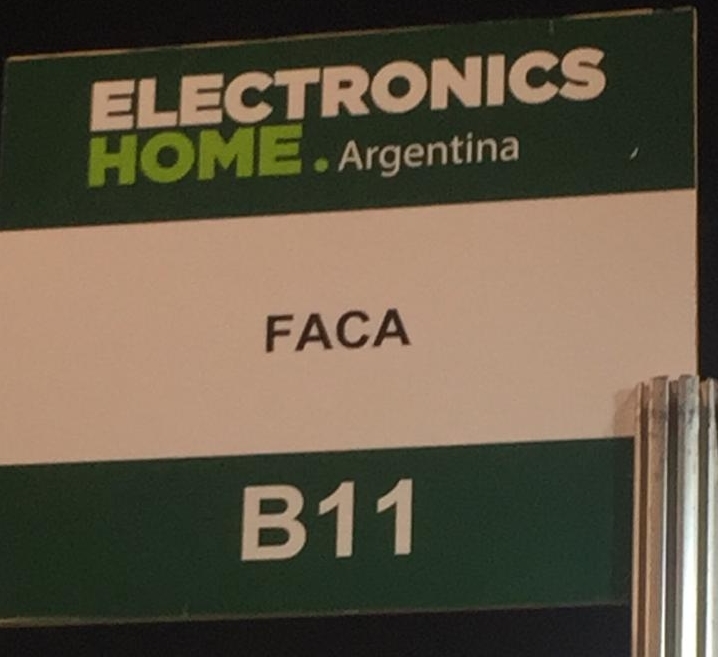 ELECTRONICS
HOME. Argentina
FACA
B11